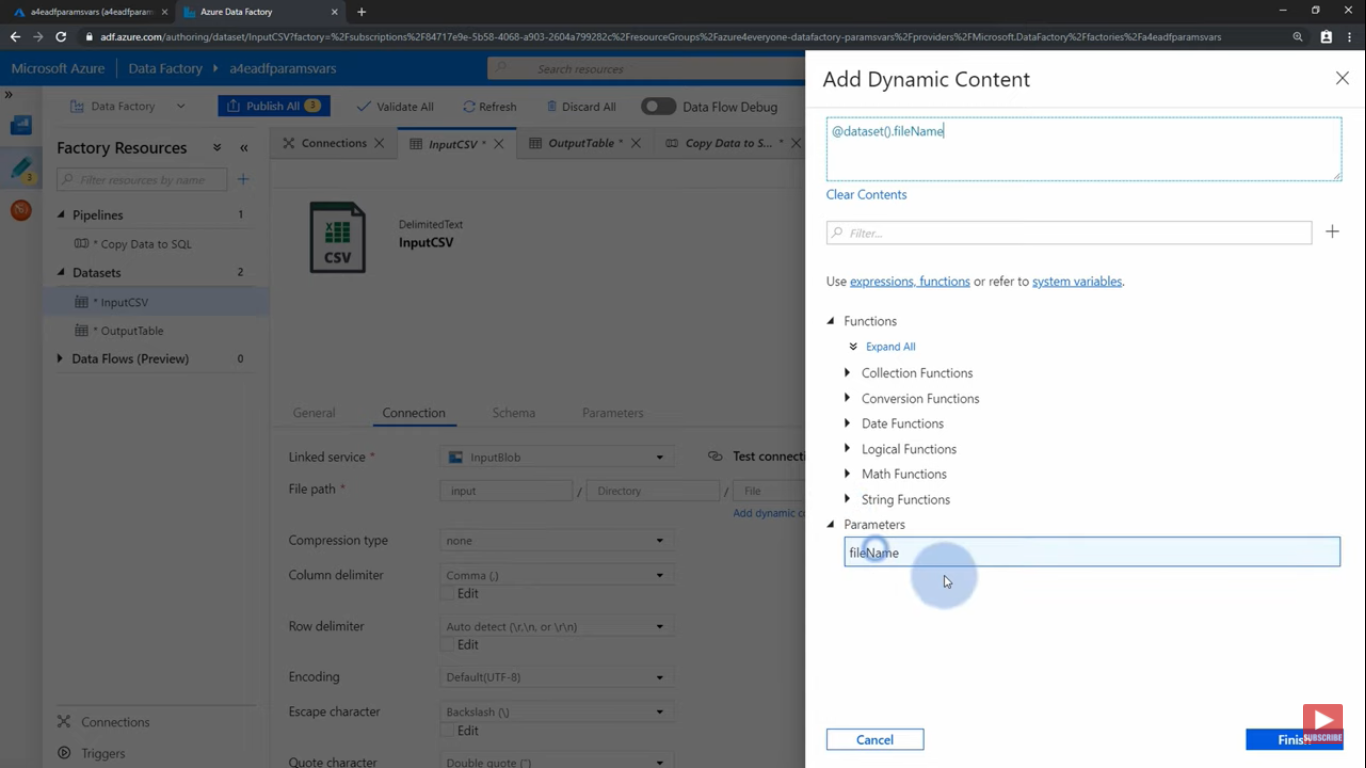 a4eadfparamsvars (a4eadfparam
Azure Data Factory
adf.azure.com/authoring/dataset/InputCSV?factory=%2Fsubscriptions%2F84717e9e-5b58-4068-a903-2604a799282c%2FresourceGroups%2Fazure4everyone-datafactory-paramsvars%2Fproviders%2FMicrosoft.DataFactory%2Ffactories%2Fa4eadfparamsvars
Microsoft Azure
Data Factory
a4eadfparamsvars
Search resources
Data Factory
Publish All 3
Validate All
Refresh
Discard All
Data Flow Debug
Factory Resources
Filter resources by name
Pipelines 1
* Copy Data to SQL
Datasets 2
* InputCSV
* OutputTable
Data Flows (Preview) 0
Connections
Triggers
3
Connections
InputCSV *
OutputTable *
Copy Data to S... *
CSV
DelimitedText
InputCSV
General
Connection
Schema
Parameters
Linked service * InputBlob
Test connecti
File path * input / Directory / File
Add dynamic c
Compression type none
Column delimiter Comma (,)
Edit
Row delimiter Auto detect (\r,\n, or \r\n)
Edit
Encoding Default(UTF-8)
Escape character Backslash (\)
Edit
Quote character Double quote (")
Add Dynamic Content
@dataset().fileName
Clear Contents
Filter...
Use expressions, functions or refer to system variables.
Functions
Expand All
Collection Functions
Conversion Functions
Date Functions
Logical Functions
Math Functions
String Functions
Parameters
fileName
Cancel
Finish
SUBSCRIBE